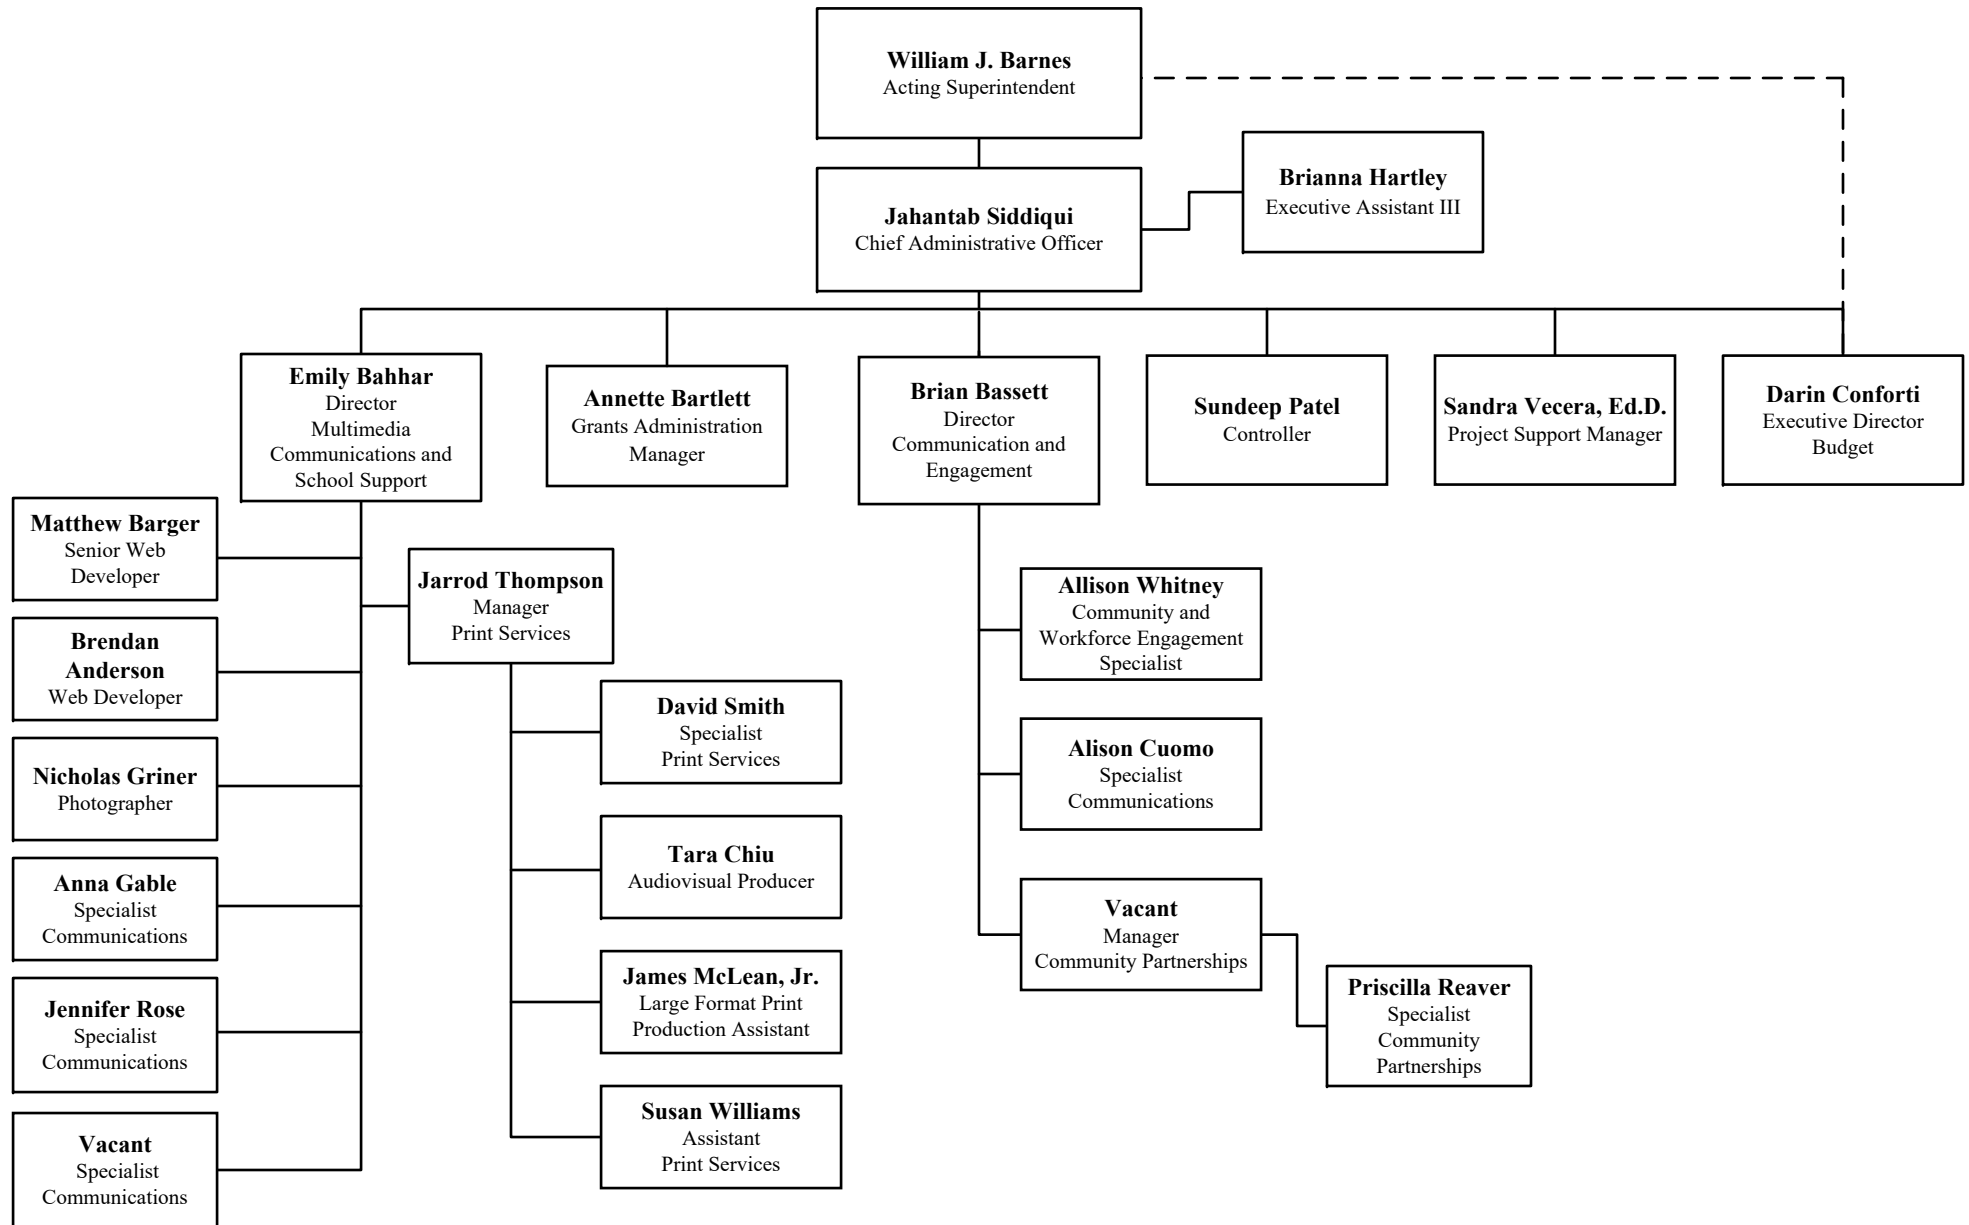 William J. Barnes
Acting Superintendent
Jahantab Siddiqui
Chief Administrative Officer
Brianna Hartley
Executive Assistant III
Emily Bahhar
Director
Multimedia
Communications and
School Support
Annette Bartlett
Grants Administration
Manager
Brian Bassett
Director
Communication and
Engagement
Sundeep Patel
Controller
Sandra Vecera, Ed.D.
Project Support Manager
Darin Conforti
Executive Director
Budget
Matthew Barger
Senior Web
Developer
Brendan
Anderson
Web Developer
Nicholas Griner
Photographer
Anna Gable
Specialist
Communications
Jennifer Rose
Specialist
Communications
Vacant
Specialist
Communications
Jarrod Thompson
Manager
Print Services
David Smith
Specialist
Print Services
Tara Chiu
Audiovisual Producer
James McLean, Jr.
Large Format Print
Production Assistant
Susan Williams
Assistant
Print Services
Allison Whitney
Community and
Workforce Engagement
Specialist
Alison Cuomo
Specialist
Communications
Vacant
Manager
Community Partnerships
Priscilla Reaver
Specialist
Community
Partnerships